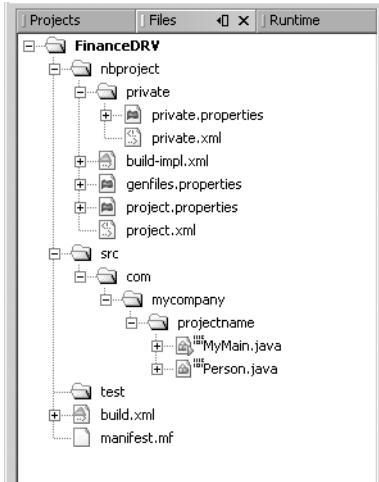 Projects Files Runtime
FinanceDRV
nbproject
private
private.properties
private.xml
build-impl.xml
genfiles.properties
project.properties
project.xml
src
com
mycompany
projectname
MyMain.java
Person.java
test
build.xml
manifest.mf